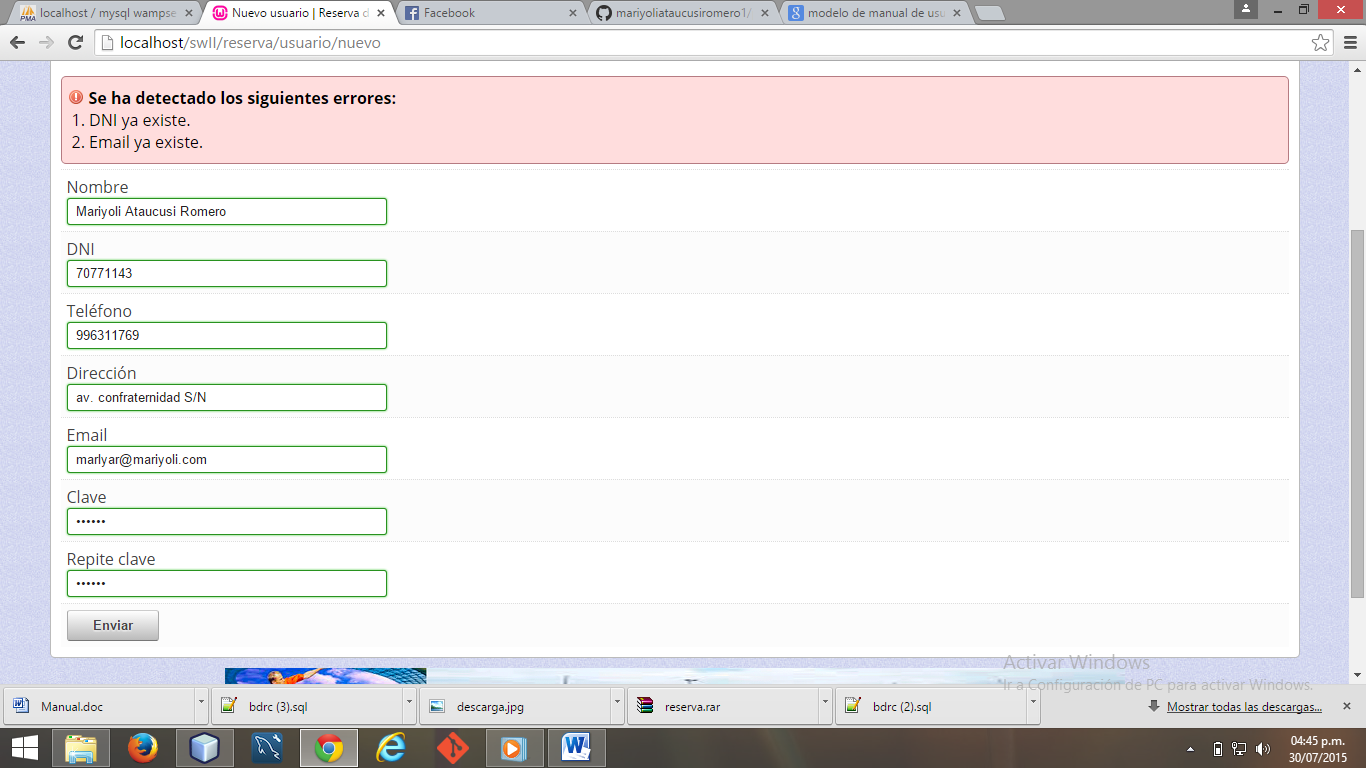 localhost / mysql wampse
Nuevo usuario | Reserva d
Facebook
mariyoliataucusiromero1/
modelo de manual de usu
localhost/swll/reserva/usuario/nuevo
Se ha detectado los siguientes errores:
1. DNI ya existe.
2. Email ya existe.
Nombre
Mariyoli Ataucusi Romero
DNI
70771143
Teléfono
996311769
Dirección
av. confraternidad S/N
Email
marlyar@mariyoli.com
Clave
••••••
Repite clave
••••••
Enviar
Activar Windows
Ir a Configuración de PC para activar Windows.
Manual.doc
bdrc (3).sql
descarga.jpg
reserva.rar
bdrc (2).sql
Mostrar todas las descargas...
04:45 p.m.
30/07/2015